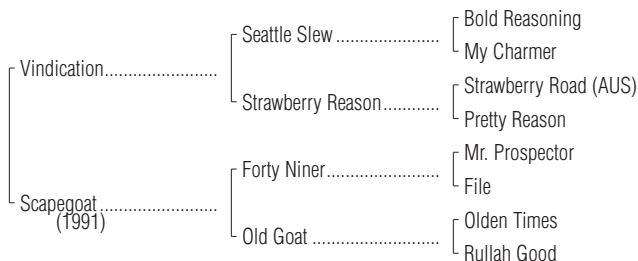 Bold Reasoning
Seattle Slew ....................
My Charmer
Vindication......................
Strawberry Road (AUS)
Strawberry Reason...........
Pretty Reason
Mr. Prospector
Forty Niner......................
File
Scapegoat.......................
(1991)
Olden Times
Old Goat .........................
Rullah Good